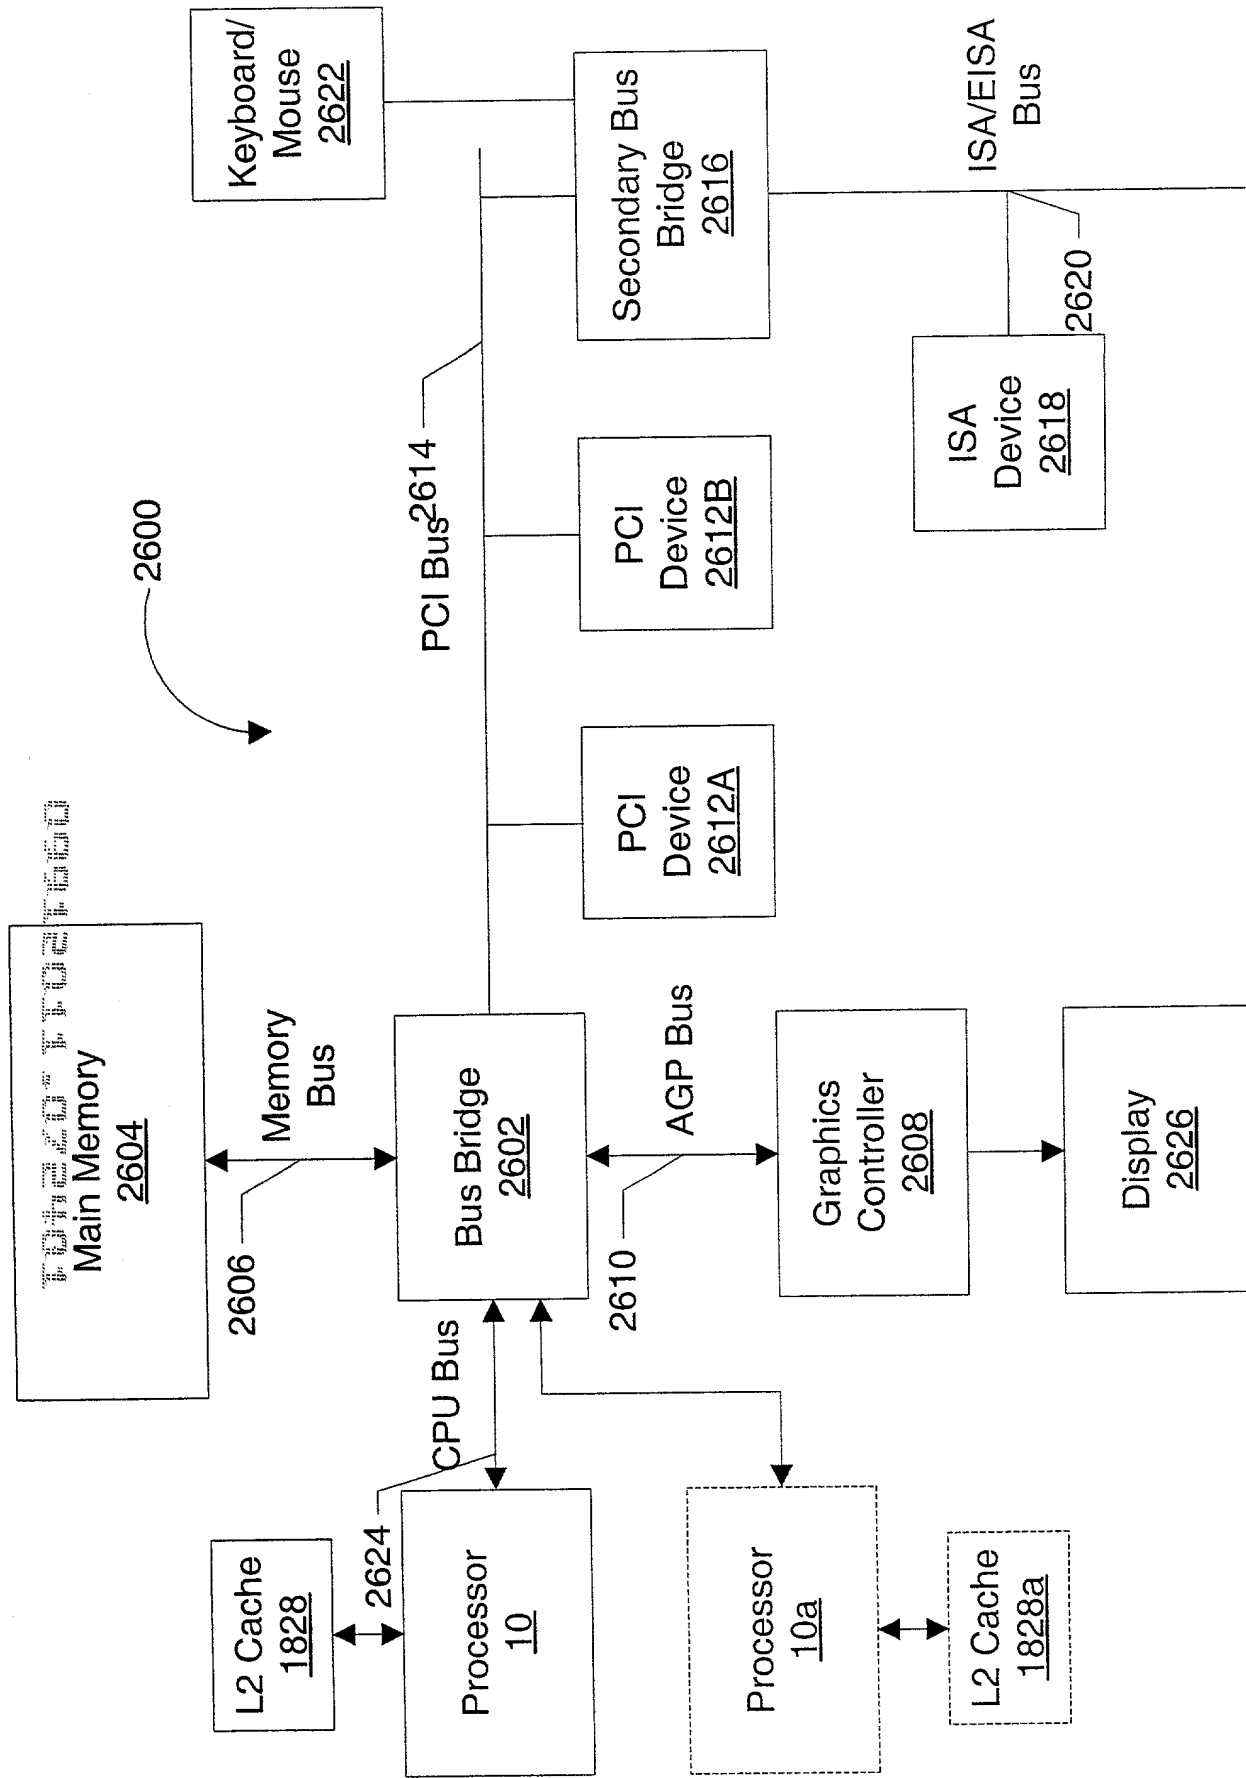 L2 Cache
1828
2624
Processor
10
Processor
10a
L2 Cache
1828a
CPU Bus
Main Memory
2604
2606
Memory
Bus
Bus Bridge
2602
2610
AGP Bus
Graphics
Controller
2608
Display
2626
2600
PCI Bus
2614
PCI
Device
2612A
PCI
Device
2612B
Keyboard/
Mouse
2622
Secondary Bus
Bridge
2616
ISA
Device
2618
2620
ISA/EISA
Bus